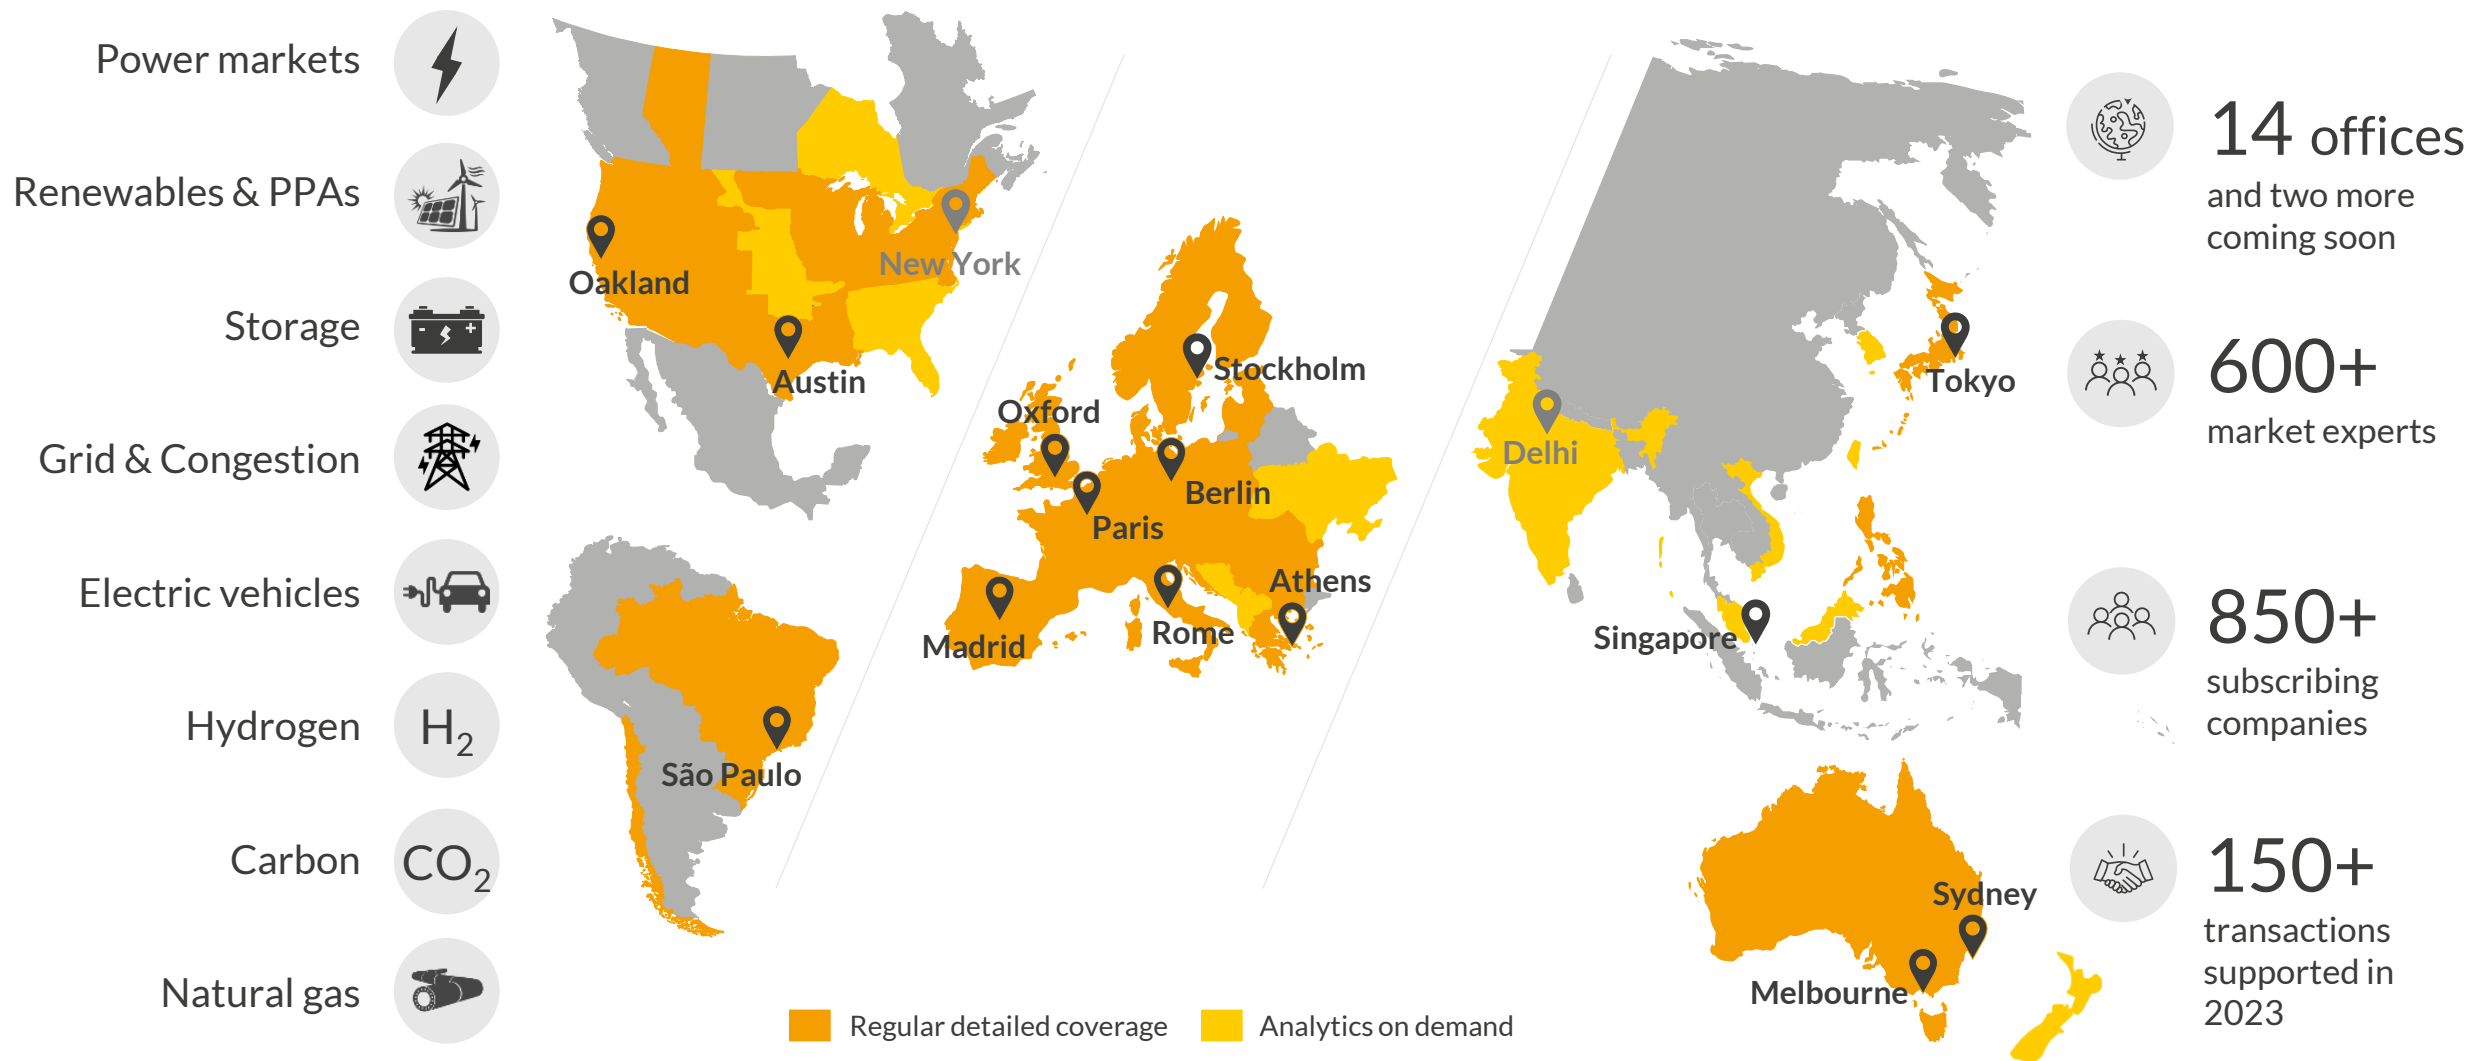 Power markets
Renewables & PPAs
Storage
Grid & Congestion
Electric vehicles
Hydrogen
H2
Carbon
CO2
Natural gas
Oakland
New York
Austin
São Paulo
Stockholm
Oxford
Berlin
Paris
Athens
Madrid
Rome
Delhi
Tokyo
Singapore
Sydney
Melbourne
Regular detailed coverage
Analytics on demand
14 offices
and two more
coming soon
600+
market experts
850+
subscribing
companies
150+
transactions
supported in
2023